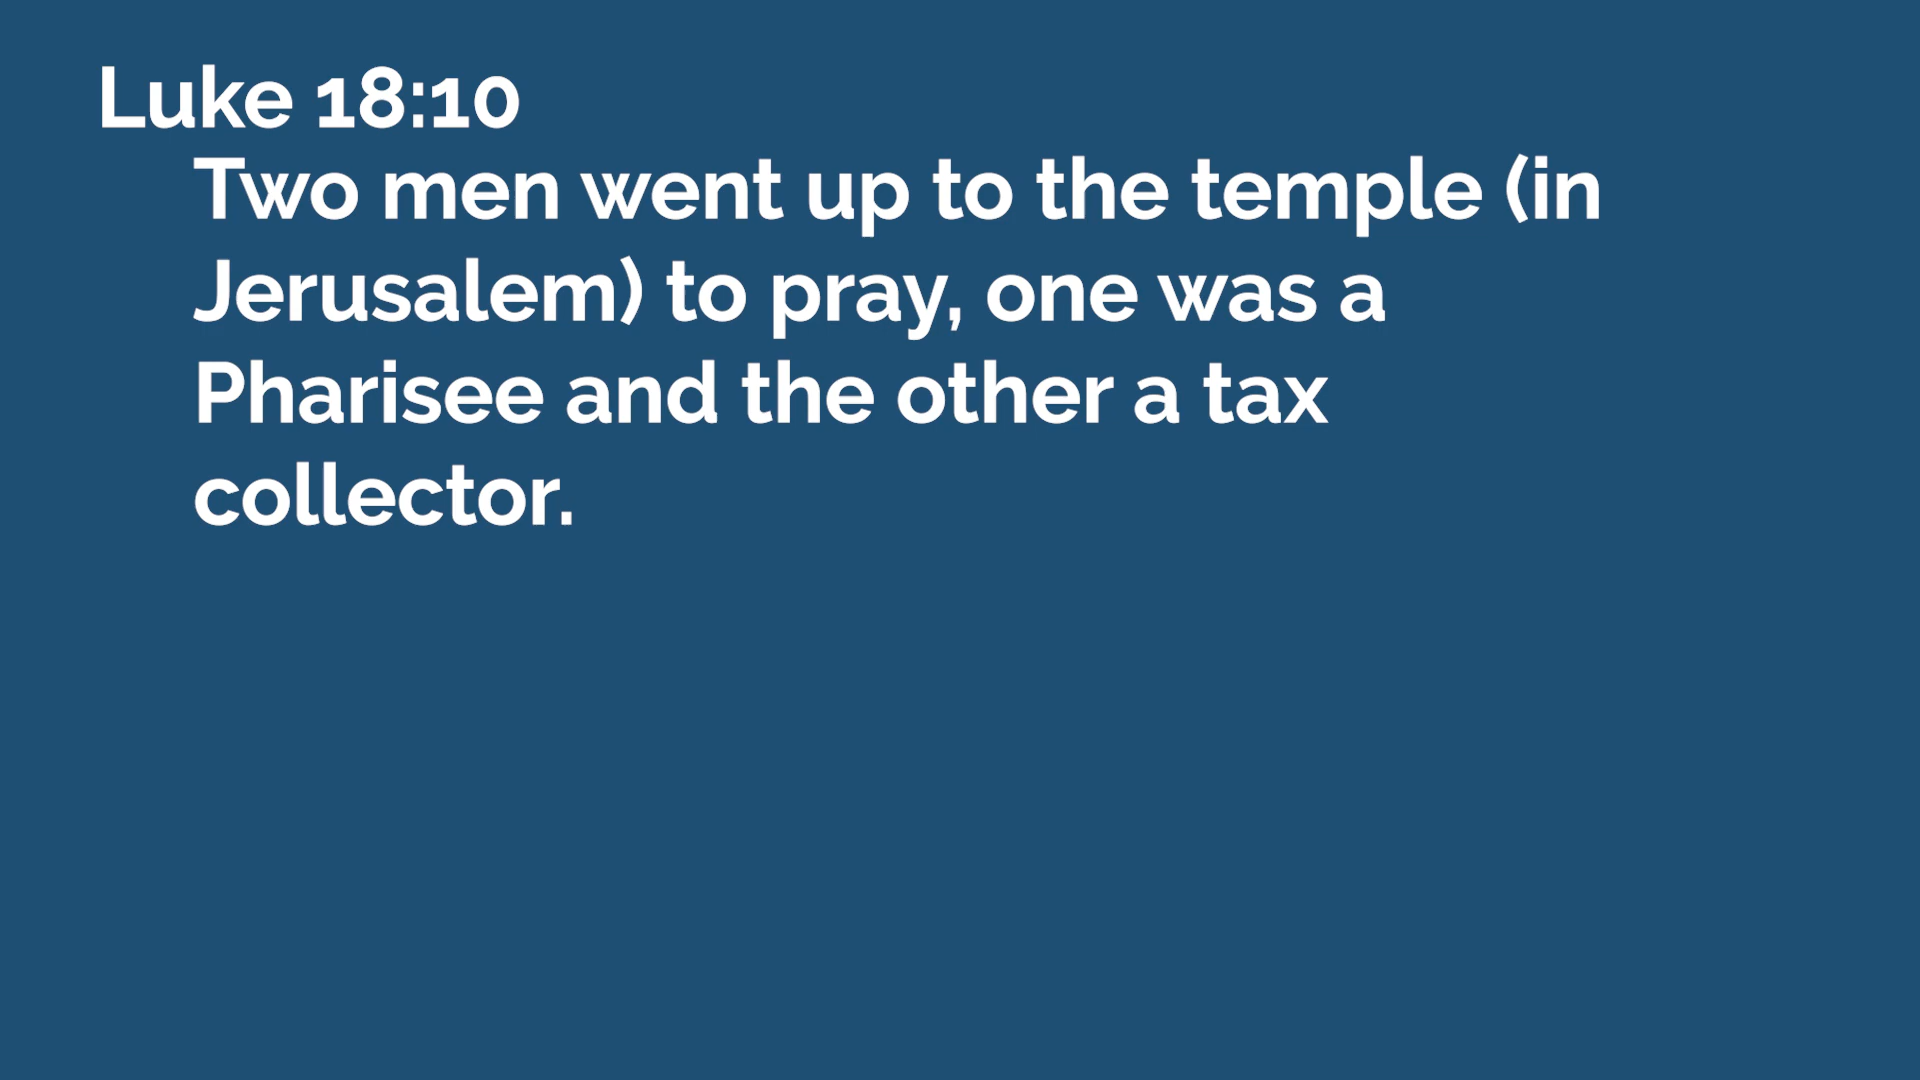 Luke 18:10
Two men went up to the temple (in
Jerusalem) to pray, one was a
Pharisee and the other a tax
collector.